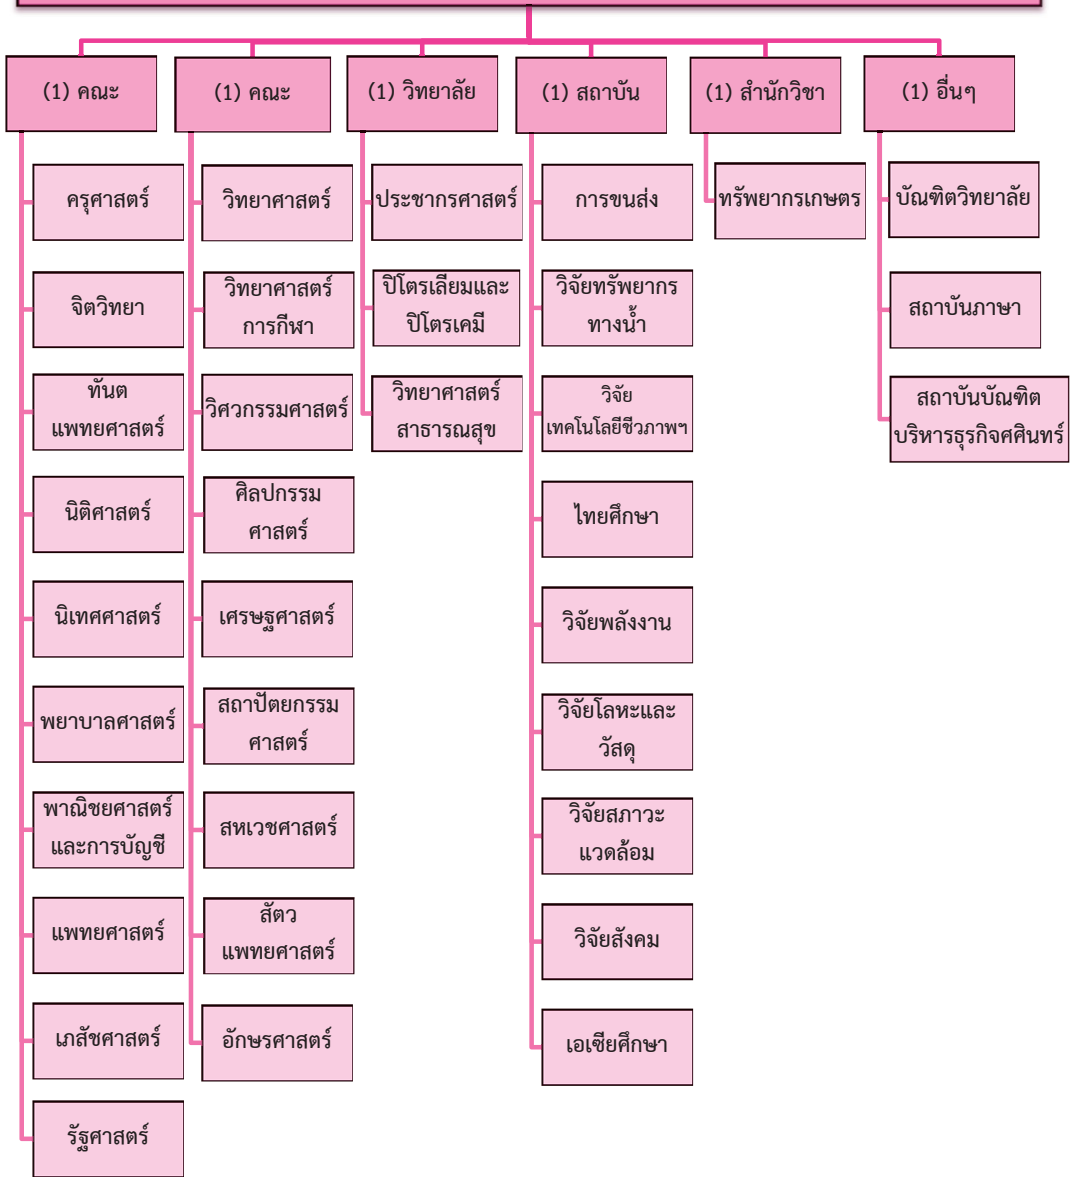 (1) คณะ
ครุศาสตร์
จิตวิทยา
ทันต
แพทยศาสตร์
นิติศาสตร์
นิเทศศาสตร์
พยาบาลศาสตร์
พาณิชยศาสตร์
และการบัญชี
แพทยศาสตร์
เภสัชศาสตร์
รัฐศาสตร์
(1) คณะ
วิทยาศาสตร์
วิทยาศาสตร์
การกีฬา
วิศวกรรมศาสตร์
ศิลปกรรม
ศาสตร์
เศรษฐศาสตร์
สถาปัตยกรรม
ศาสตร์
สหเวชศาสตร์
สัตว
แพทยศาสตร์
อักษรศาสตร์
(1) วิทยาลัย
ประชากรศาสตร์
ปิโตรเลียมและ
ปิโตรเคมี
วิทยาศาสตร์
สาธารณสุข
(1) สถาบัน
การขนส่ง
วิจัยทรัพยากร
ทางน้ำ
วิจัย
เทคโนโลยีชีวภาพฯ
ไทยศึกษา
วิจัยพลังงาน
วิจัยโลหะและ
วัสดุ
วิจัยสภาวะ
แวดล้อม
วิจัยสังคม
เอเชียศึกษา
(1) สำนักวิชา
ทรัพยากรเกษตร
(1) อื่นๆ
บัณฑิตวิทยาลัย
สถาบันภาษา
สถาบันบัณฑิต
บริหารธุรกิจศศินทร์